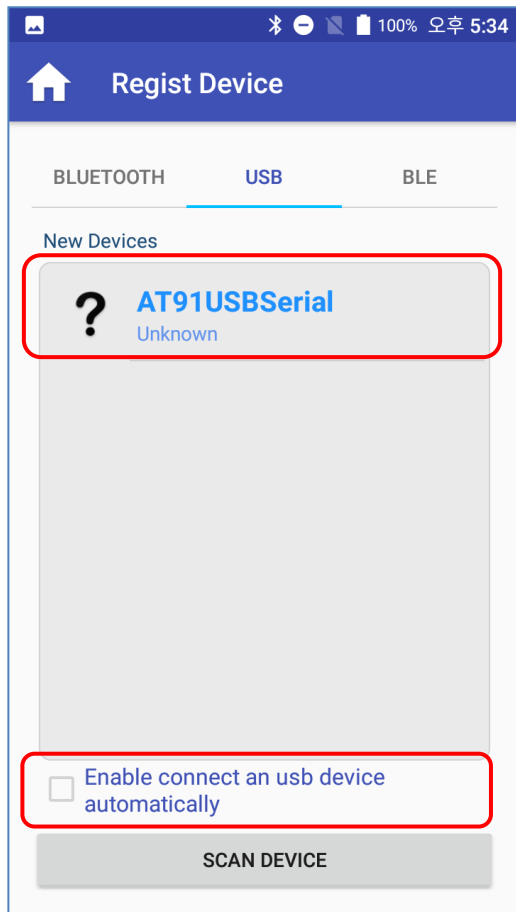 100% 오후 5:34
Regist Device
BLUETOOTH USB BLE
New Devices
?
AT91USBSerial
Unknown
Enable connect an usb device
automatically
SCAN DEVICE